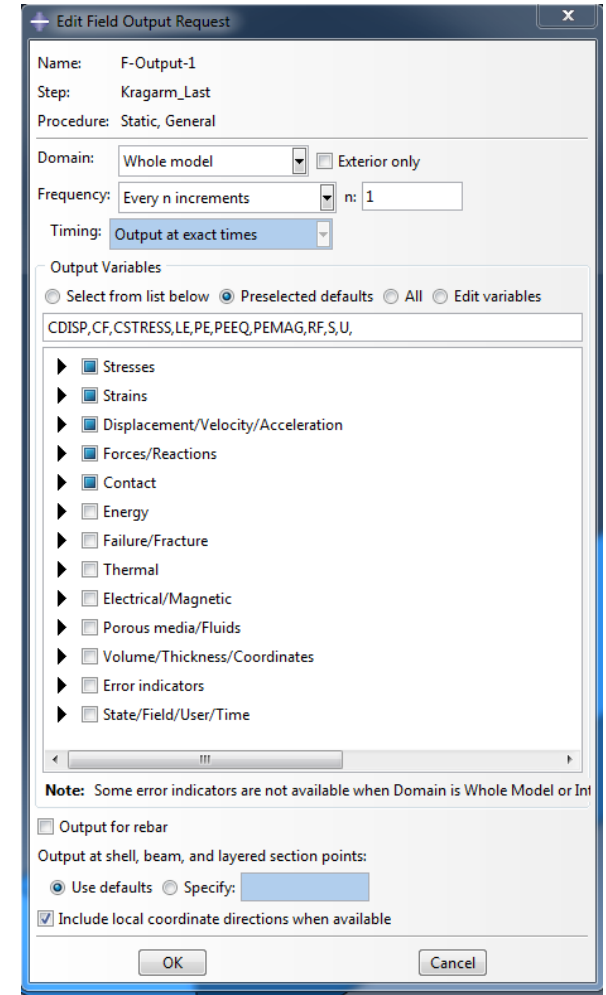 Edit Field Output Request
x
Name: F-Output-1
Step: Kragarm_Last
Procedure: Static, General
Domain: Whole model Exterior only
Frequency: Every n increments n: 1
Timing: Output at exact times
Output Variables
Select from list below Preselected defaults All Edit variables
CDISP,CF,CSTRESS,LE,PE,PEEQ,PEMAG,RF,S,U,
Stresses
Strains
Displacement/Velocity/Acceleration
Forces/Reactions
Contact
Energy
Failure/Fracture
Thermal
Electrical/Magnetic
Porous media/Fluids
Volume/Thickness/Coordinates
Error indicators
State/Field/User/Time
Note: Some error indicators are not available when Domain is Whole Model or Int
Output for rebar
Output at shell, beam, and layered section points:
Use defaults Specify:
Include local coordinate directions when available
OK Cancel